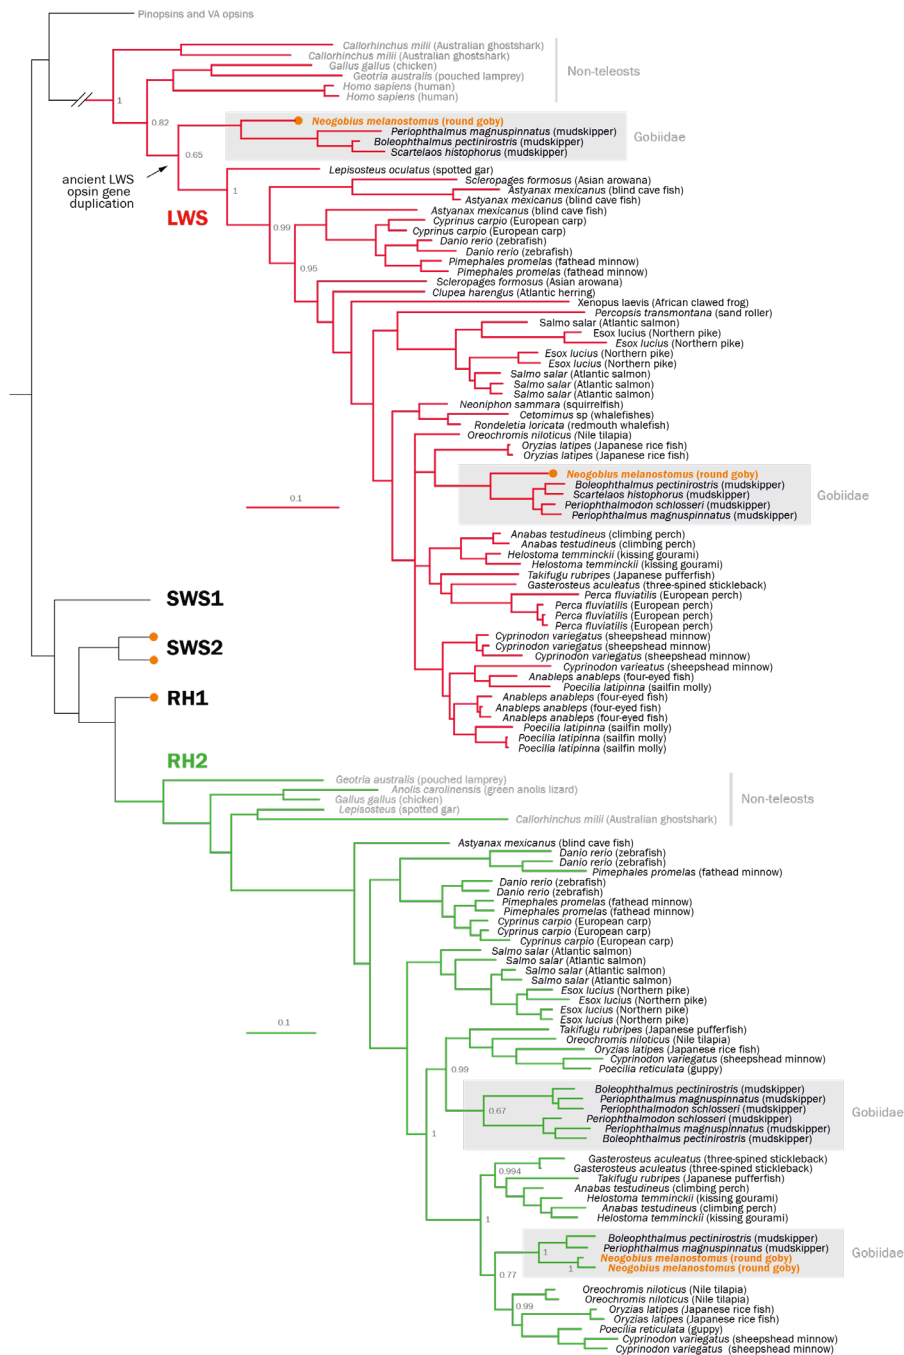 Pinopsins and VA opsins
Callorhinchus milii (Australian ghostshark)
Callorhinchus milii (Australian ghostshark)
Gallus gallus (chicken)
Non-teleosts
Geotria australis (pouched lamprey)
Homo sapiens (human)
Homo sapiens (human)
1
0.82
Neogobius melanostomus (round goby)
Periophthalmus magnuspinnatus (mudskipper)
Gobiidae
Boleophthalmus pectinirostris (mudskipper)
Scartelaos histophorus (mudskipper)
0.65
Lepisosteus oculatus (spotted gar)
ancient LWS
opsin gene
duplication
Scleropages formosus (Asian arowana)
1
Astyanax mexicanus (blind cave fish)
Astyanax mexicanus (blind cave fish)
Astyanax mexicanus (blind cave fish)
LWS
Cyprinus carpio (European carp)
0.99
Cyprinus carpio (European carp)
Danio rerio (zebrafish)
Danio rerio (zebrafish)
Pimephales promelas (fathead minnow)
0.95
Pimephales promelas (fathead minnow)
Scleropages formosus (Asian arowana)
Clupea harengus (Atlantic herring)
Xenopus laevis (African clawed frog)
Percopsis transmontana (sand roller)
Salmo salar (Atlantic salmon)
Esox lucius (Northern pike)
Esox lucius (Northern pike)
Esox lucius (Northern pike)
Esox lucius (Northern pike)
Salmo salar (Atlantic salmon)
Salmo salar (Atlantic salmon)
Salmo salar (Atlantic salmon)
Neoniphon sammara (squirrelfish)
Cetomimus sp (whalefishes)
Rondeletia loricata (redmouth whalefish)
Oreochromis niloticus (Nile tilapia)
Oryzias latipes (Japanese rice fish)
Oryzias latipes (Japanese rice fish)
Neogobius melanostomus (round goby)
Boleophthalmus pectinirostris (mudskipper)
Scartelaos histophorus (mudskipper)
Gobiidae
0.1
Periophthalmodon schlosseri (mudskipper)
Periophthalmus magnuspinnatus (mudskipper)
Anabas testudineus (climbing perch)
Anabas testudineus (climbing perch)
Helostoma temminckii (kissing gourami)
Helostoma temminckii (kissing gourami)
Takifugu rubripes (Japanese pufferfish)
Gasterosteus aculeatus (three-spined stickleback)
Perca fluviatilis (European perch)
SWS1
Perca fluviatilis (European perch)
Perca fluviatilis (European perch)
Perca fluviatilis (European perch)
Cyprinodon variegatus (sheepshead minnow)
Cyprinodon variegatus (sheepshead minnow)
SWS2
Cyprinodon variegatus (sheepshead minnow)
Cyprinodon variatus (sheepshead minnow)
Anableps anableps (four-eyed fish)
Poecilia latipinna (sailfin molly)
RH1
Anableps anableps (four-eyed fish)
Anableps anableps (four-eyed fish)
Anableps anableps (four-eyed fish)
Poecilia latipinna (sailfin molly)
Poecilia latipinna (sailfin molly)
Poecilia latipinna (sailfin molly)
RH2
Geotria australis (pouched lamprey)
Anolis carolinensis (green anolis lizard)
Gallus gallus (chicken)
Non-teleosts
Lepisosteus (spotted gar)
Callorhinchus milii (Australian ghostshark)
Astyanax mexicanus (blind cave fish)
Danio rerio (zebrafish)
Danio rerio (zebrafish)
Pimephales promelas (fathead minnow)
Danio rerio (zebrafish)
Danio rerio (zebrafish)
Pimephales promelas (fathead minnow)
Pimephales promelas (fathead minnow)
Cyprinus carpio (European carp)
Cyprinus carpio (European carp)
Cyprinus carpio (European carp)
Salmo salar (Atlantic salmon)
Salmo salar (Atlantic salmon)
Salmo salar (Atlantic salmon)
Salmo salar (Atlantic salmon)
Esox lucius (Northern pike)
Esox lucius (Northern pike)
Esox lucius (Northern pike)
Esox lucius (Northern pike)
0.1
Takifugu rubripes (Japanese pufferfish)
Oreochromis niloticus (Nile tilapia)
Oryzias latipes (Japanese rice fish)
Cyprinodon variegatus (sheepshead minnow)
Poecilia reticulata (guppy)
0.99
Boleophthalmus pectinirostris (mudskipper)
Periophthalmus magnuspinnatus (mudskipper)
Periophthalmodon schlosseri (mudskipper)
0.67
Gobiidae
Periophthalmodon schlosseri (mudskipper)
Periophthalmus magnuspinnatus (mudskipper)
Boleophthalmus pectinirostris (mudskipper)
1
Gasterosteus aculeatus (three-spined stickleback)
Gasterosteus aculeatus (three-spined stickleback)
0.994
Takifugu rubripes (Japanese pufferfish)
Anabas testudineus (climbing perch)
Helostoma temminckii (kissing gourami)
Anabas testudineus (climbing perch)
Helostoma temminckii (kissing gourami)
1
Boleophthalmus pectinirostris (mudskipper)
Periophthalmus magnuspinnatus (mudskipper)
1
Gobiidae
Neogobius melanostomus (round goby)
Neogobius melanostomus (round goby)
1
0.77
Oreochromis niloticus (Nile tilapia)
Oreochromis niloticus (Nile tilapia)
0.99
Oryzias latipes (Japanese rice fish)
Oryzias latipes (Japanese rice fish)
Poecilia reticulata (guppy)
Cyprinodon variegatus (sheepshead minnow)
Cyprinodon variegatus (sheepshead minnow)